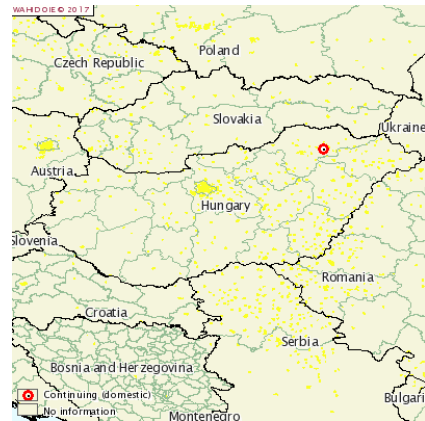 WAHID OIE © 2017
Poland
Czech Republic
Slovakia
Ukraine
Austria
Hungary
Slovenia
Romania
Croatia
Serbia
Bosnia and Herzegovina
Continuing (domestic)
No information
Bulgari
Montenegro